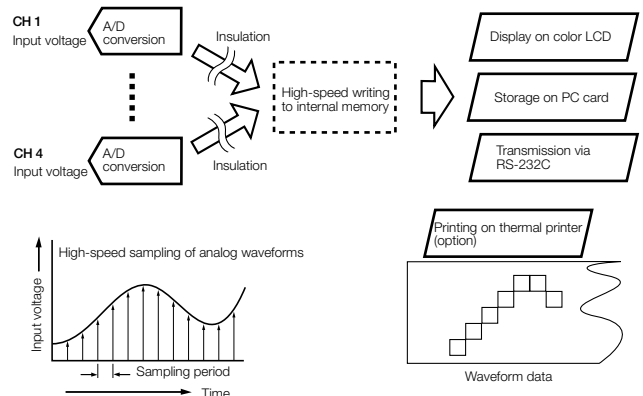 CH 1
Input voltage
A/D
conversion
Insulation
High-speed writing
to internal memory
CH 4
Input voltage
A/D
conversion
Insulation
Display on color LCD
Storage on PC card
Transmission via
RS-232C
Printing on thermal printer
(option)
High-speed sampling of analog waveforms
Input voltage
Sampling period
Time
Waveform data